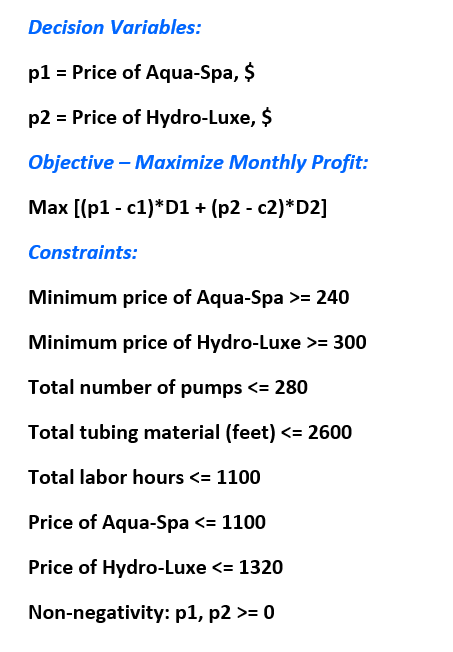 Decision Variables:
p1 = Price of Aqua-Spa, $
p2 = Price of Hydro-Luxe, $
Objective – Maximize Monthly Profit:
Max [(p1 - c1)*D1 + (p2 - c2)*D2]
Constraints:
Minimum price of Aqua-Spa >= 240
Minimum price of Hydro-Luxe >= 300
Total number of pumps <= 280
Total tubing material (feet) <= 2600
Total labor hours <= 1100
Price of Aqua-Spa <= 1100
Price of Hydro-Luxe <= 1320
Non-negativity: p1, p2 >= 0